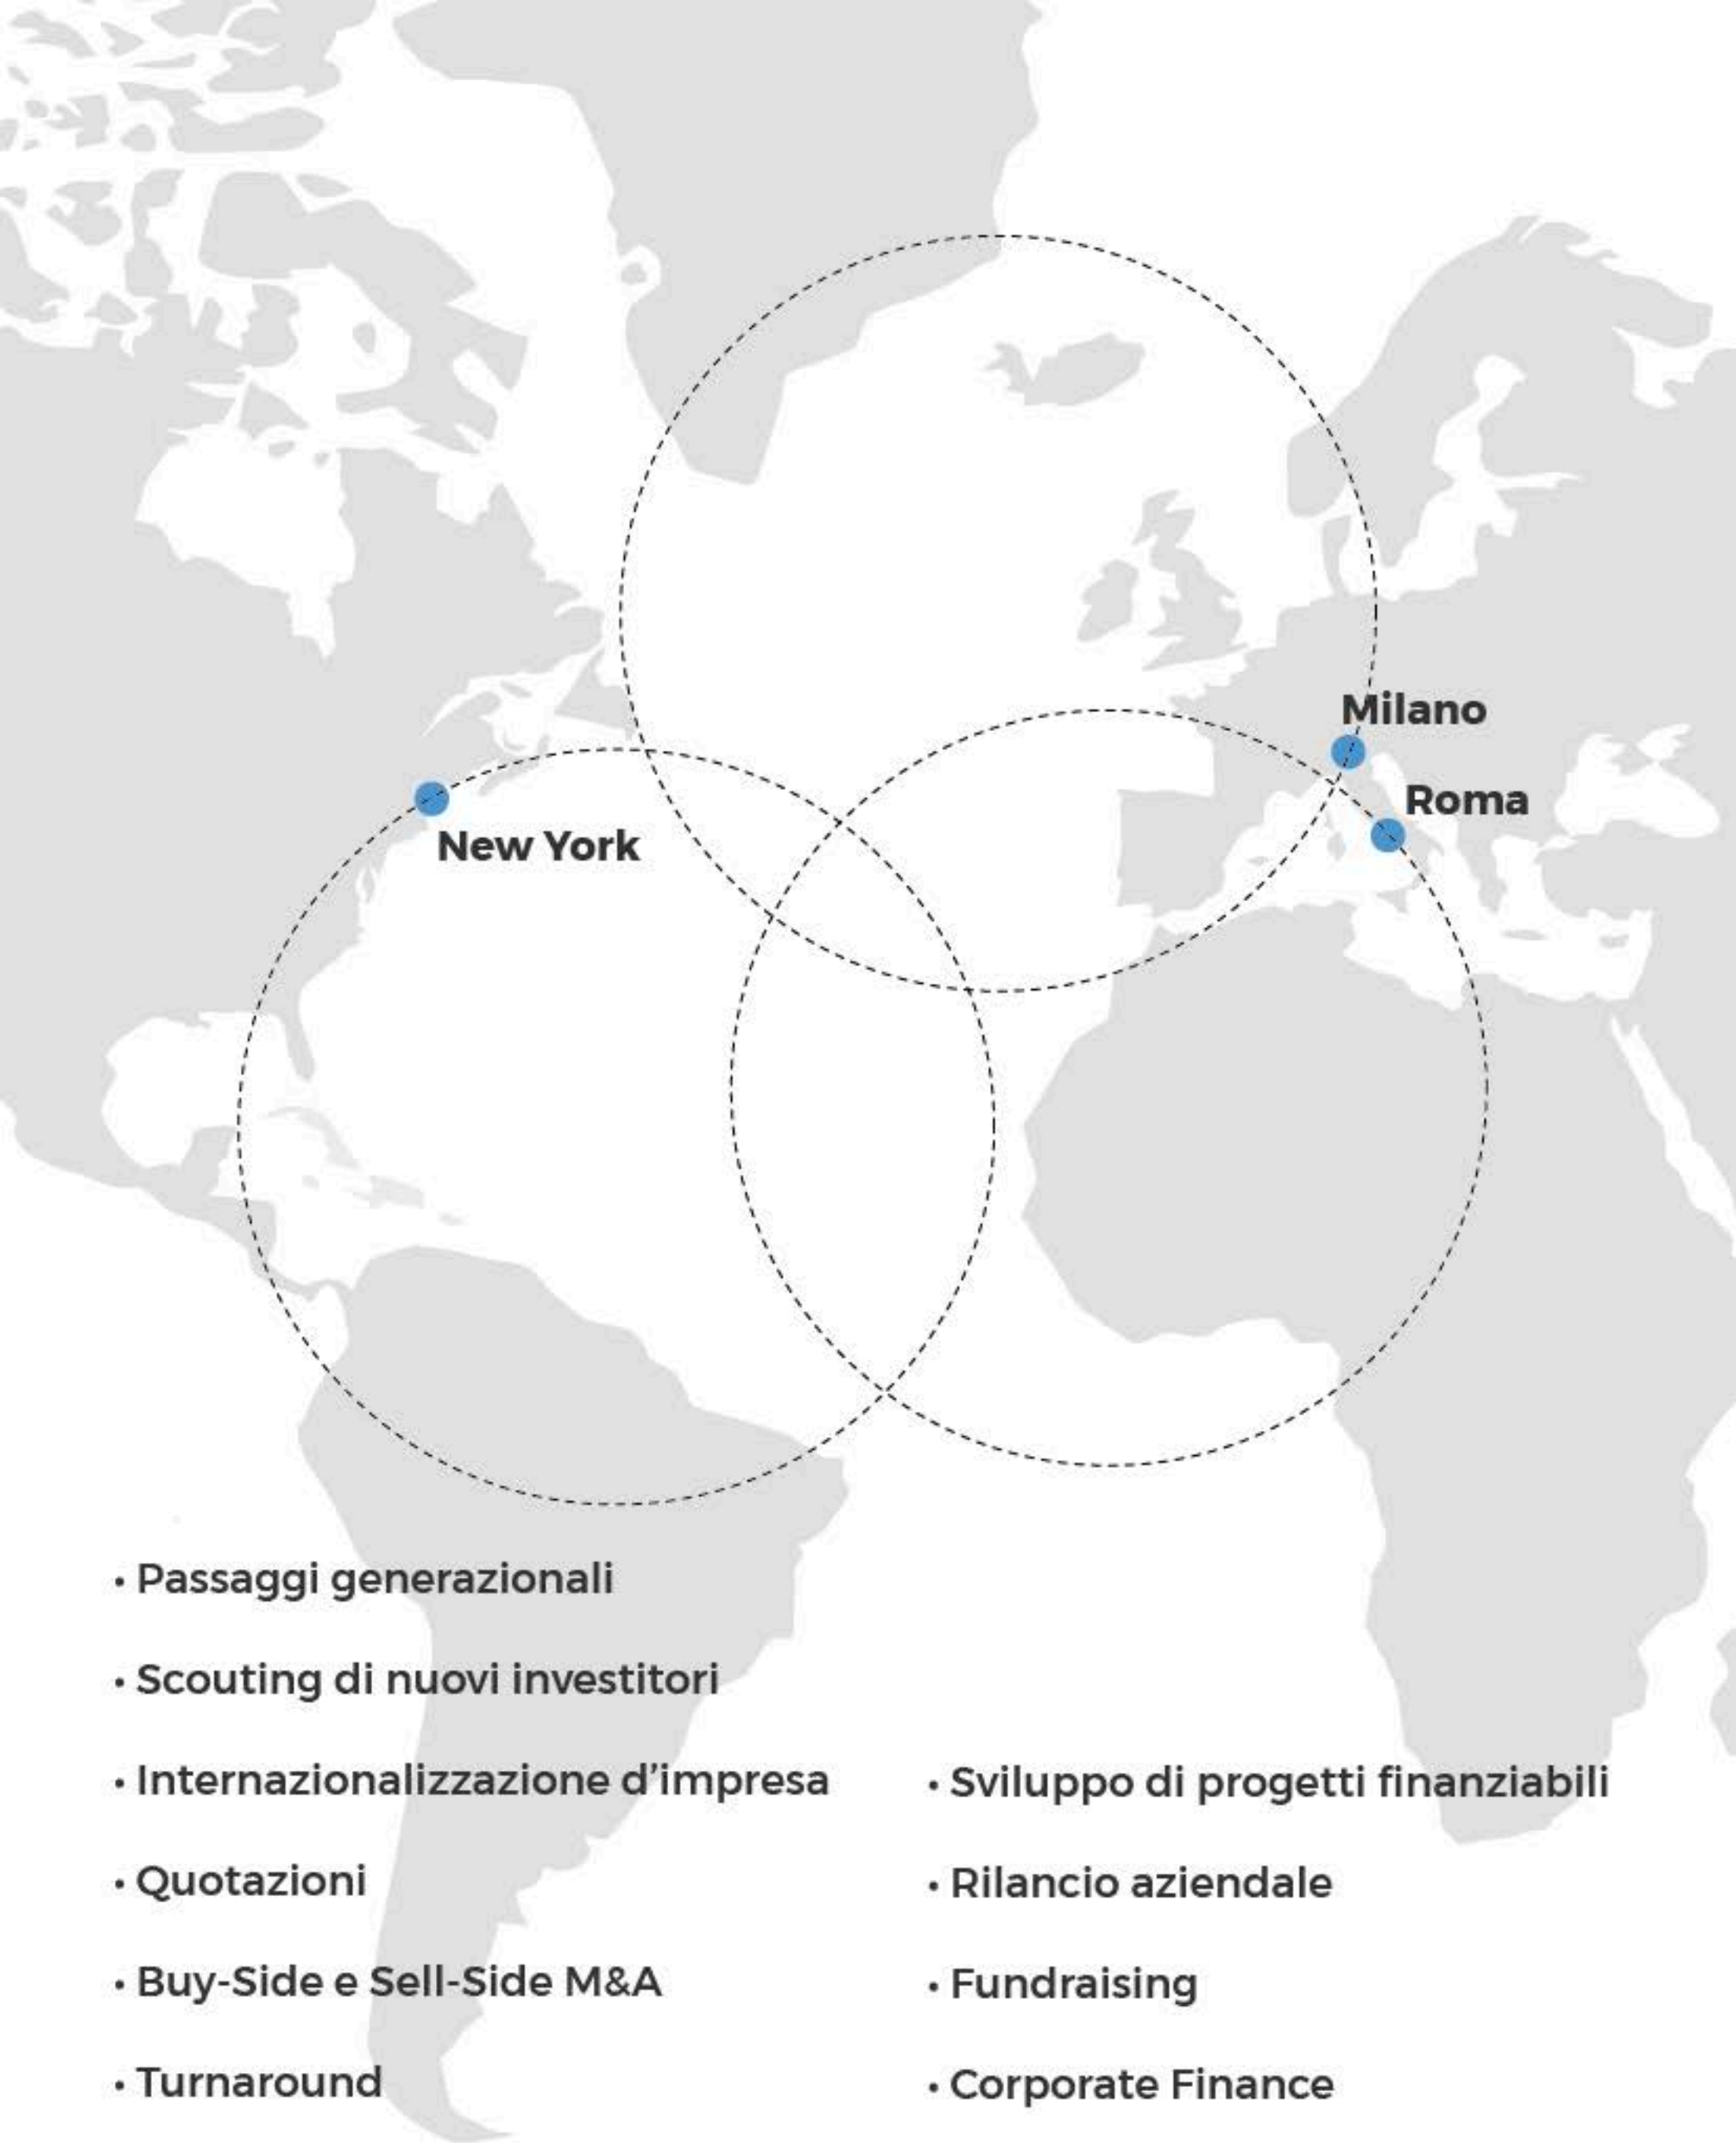 Milano
Roma
New York
• Passaggi generazionali
• Scouting di nuovi investitori
• Internazionalizzazione d’impresa
• Quotazioni
• Buy-Side e Sell-Side M&A
• Turnaround
• Sviluppo di progetti finanziabili
• Rilancio aziendale
• Fundraising
• Corporate Finance